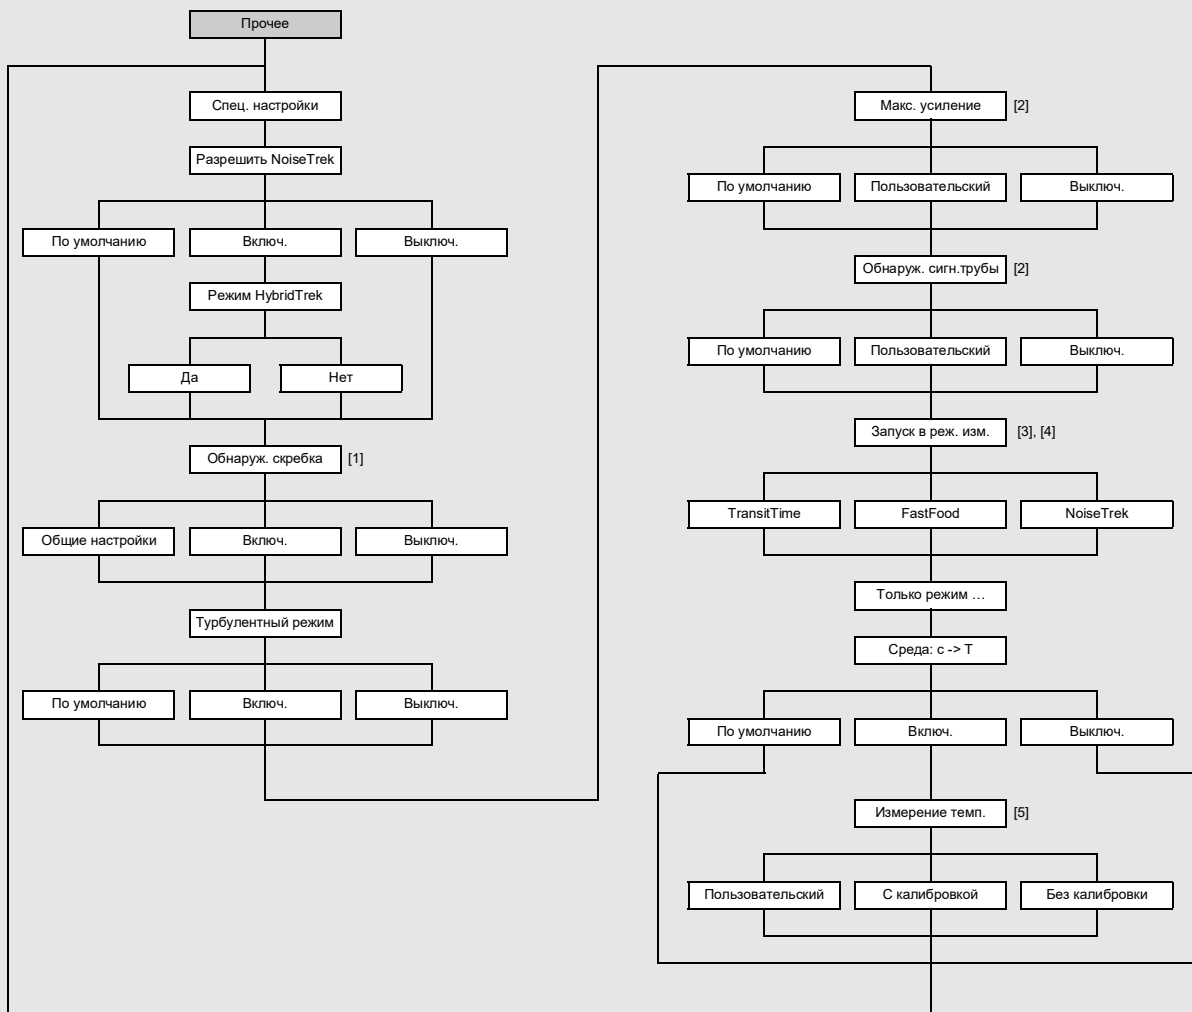 Прочее
Спец. настройки
Разрешить NoiseTrek
По умолчанию
Включ.
Выключ.
Режим HybridTrek
Да
Нет
Обнаруж. скребка [1]
Общие настройки
Включ.
Выключ.
Турбулентный режим
По умолчанию
Включ.
Выключ.
Макс. усиление [2]
По умолчанию
Пользовательский
Выключ.
Обнаруж. сигн.трубы [2]
По умолчанию
Пользовательский
Выключ.
Запуск в реж. изм. [3], [4]
TransitTime
FastFood
NoiseTrek
Только режим …
Среда: c -> T
По умолчанию
Включ.
Выключ.
Измерение темп. [5]
Пользовательский
С калибровкой
Без калибровки